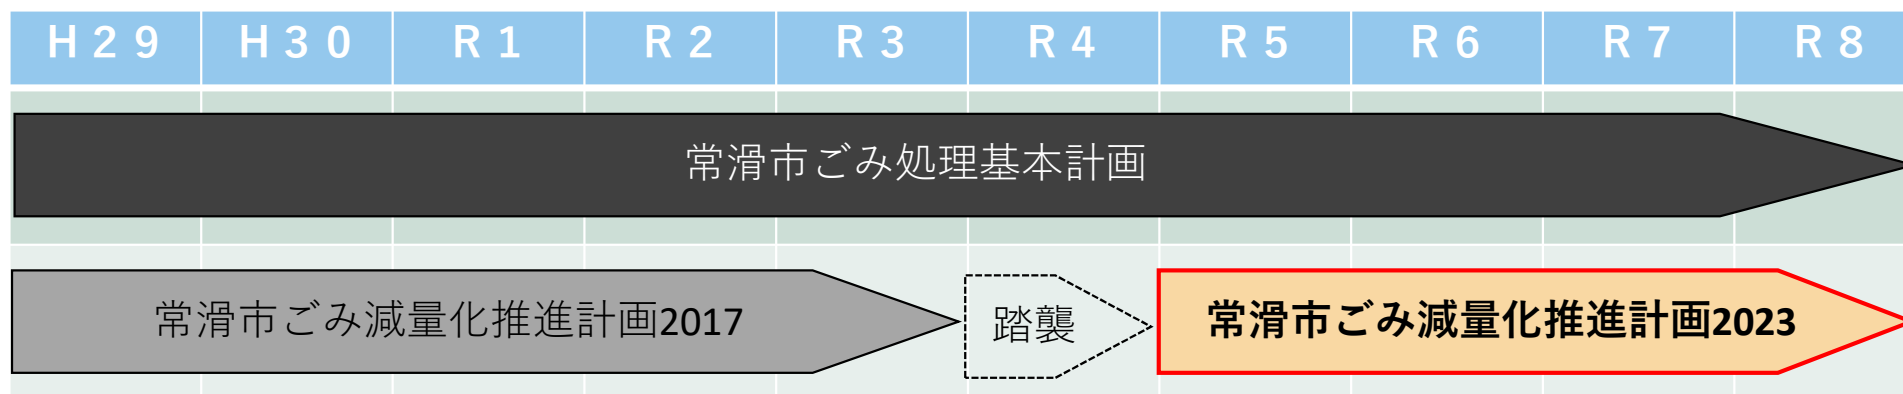 H29 H30 R1 R2 R3 R4 R5 R6 R7 R8
常滑市ごみ処理基本計画
常滑市ごみ減量化推進計画2017 踏襲 常滑市ごみ減量化推進計画2023